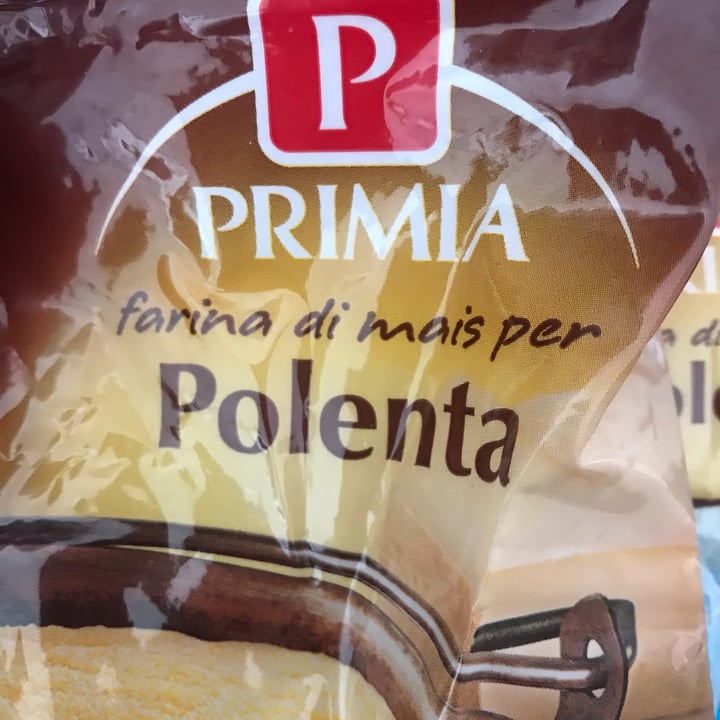 P
PRIMIA
farina di mais per
Polenta